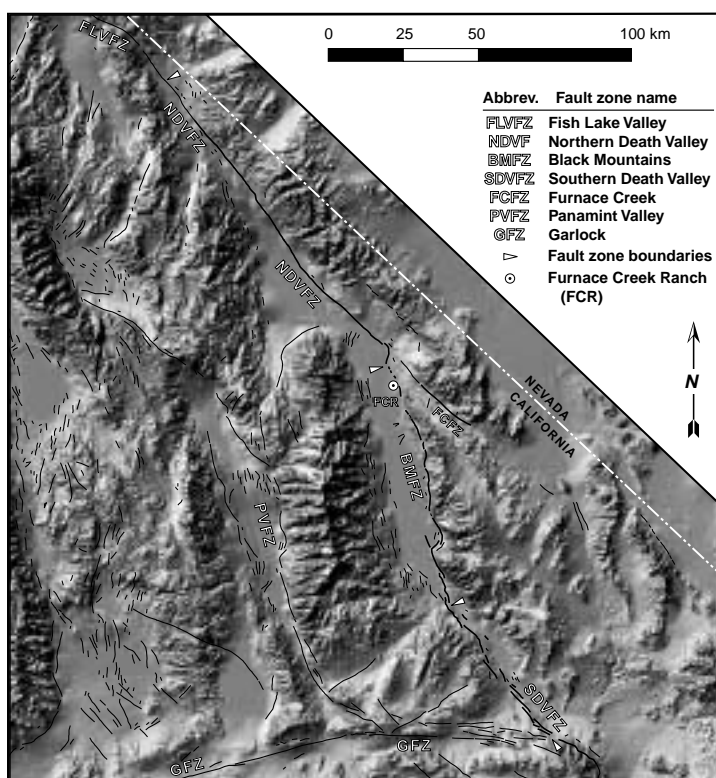 0 25 50 100 km
Abbrev. Fault zone name
FLVFZ Fish Lake Valley
NDVF Northern Death Valley
BMFZ Black Mountains
SDVFZ Southern Death Valley
FCFZ Furnace Creek
PVFZ Panamint Valley
GFZ Garlock
Fault zone boundaries
Furnace Creek Ranch
(FCR)
N
FLVFZ
NDVFZ
NDVFZ
NEVADA
CALIFORNIA
FCR
FCFZ
BMFZ
PVFZ
SDVFZ
GFZ
GFZ